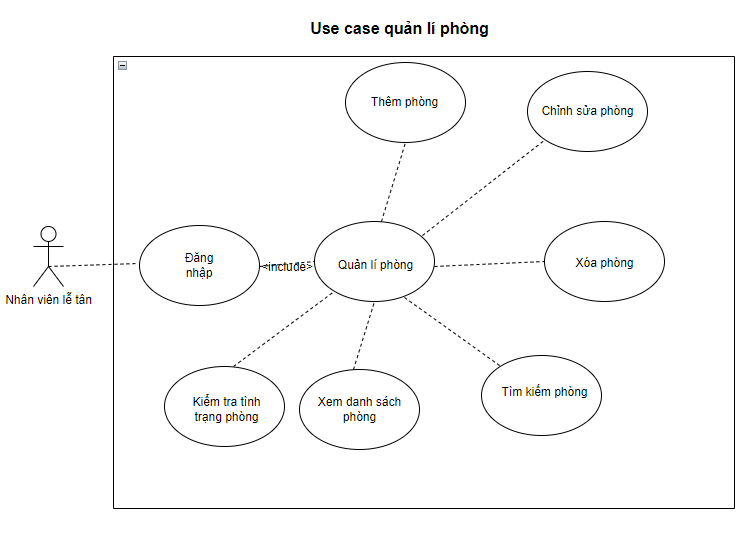 Use case quản lí phòng
Thêm phòng
Chỉnh sửa phòng
Đăng
nhập
<include>
Quản lí phòng
Xóa phòng
Nhân viên lễ tân
Kiểm tra tình
trạng phòng
Xem danh sách
phòng
Tìm kiếm phòng